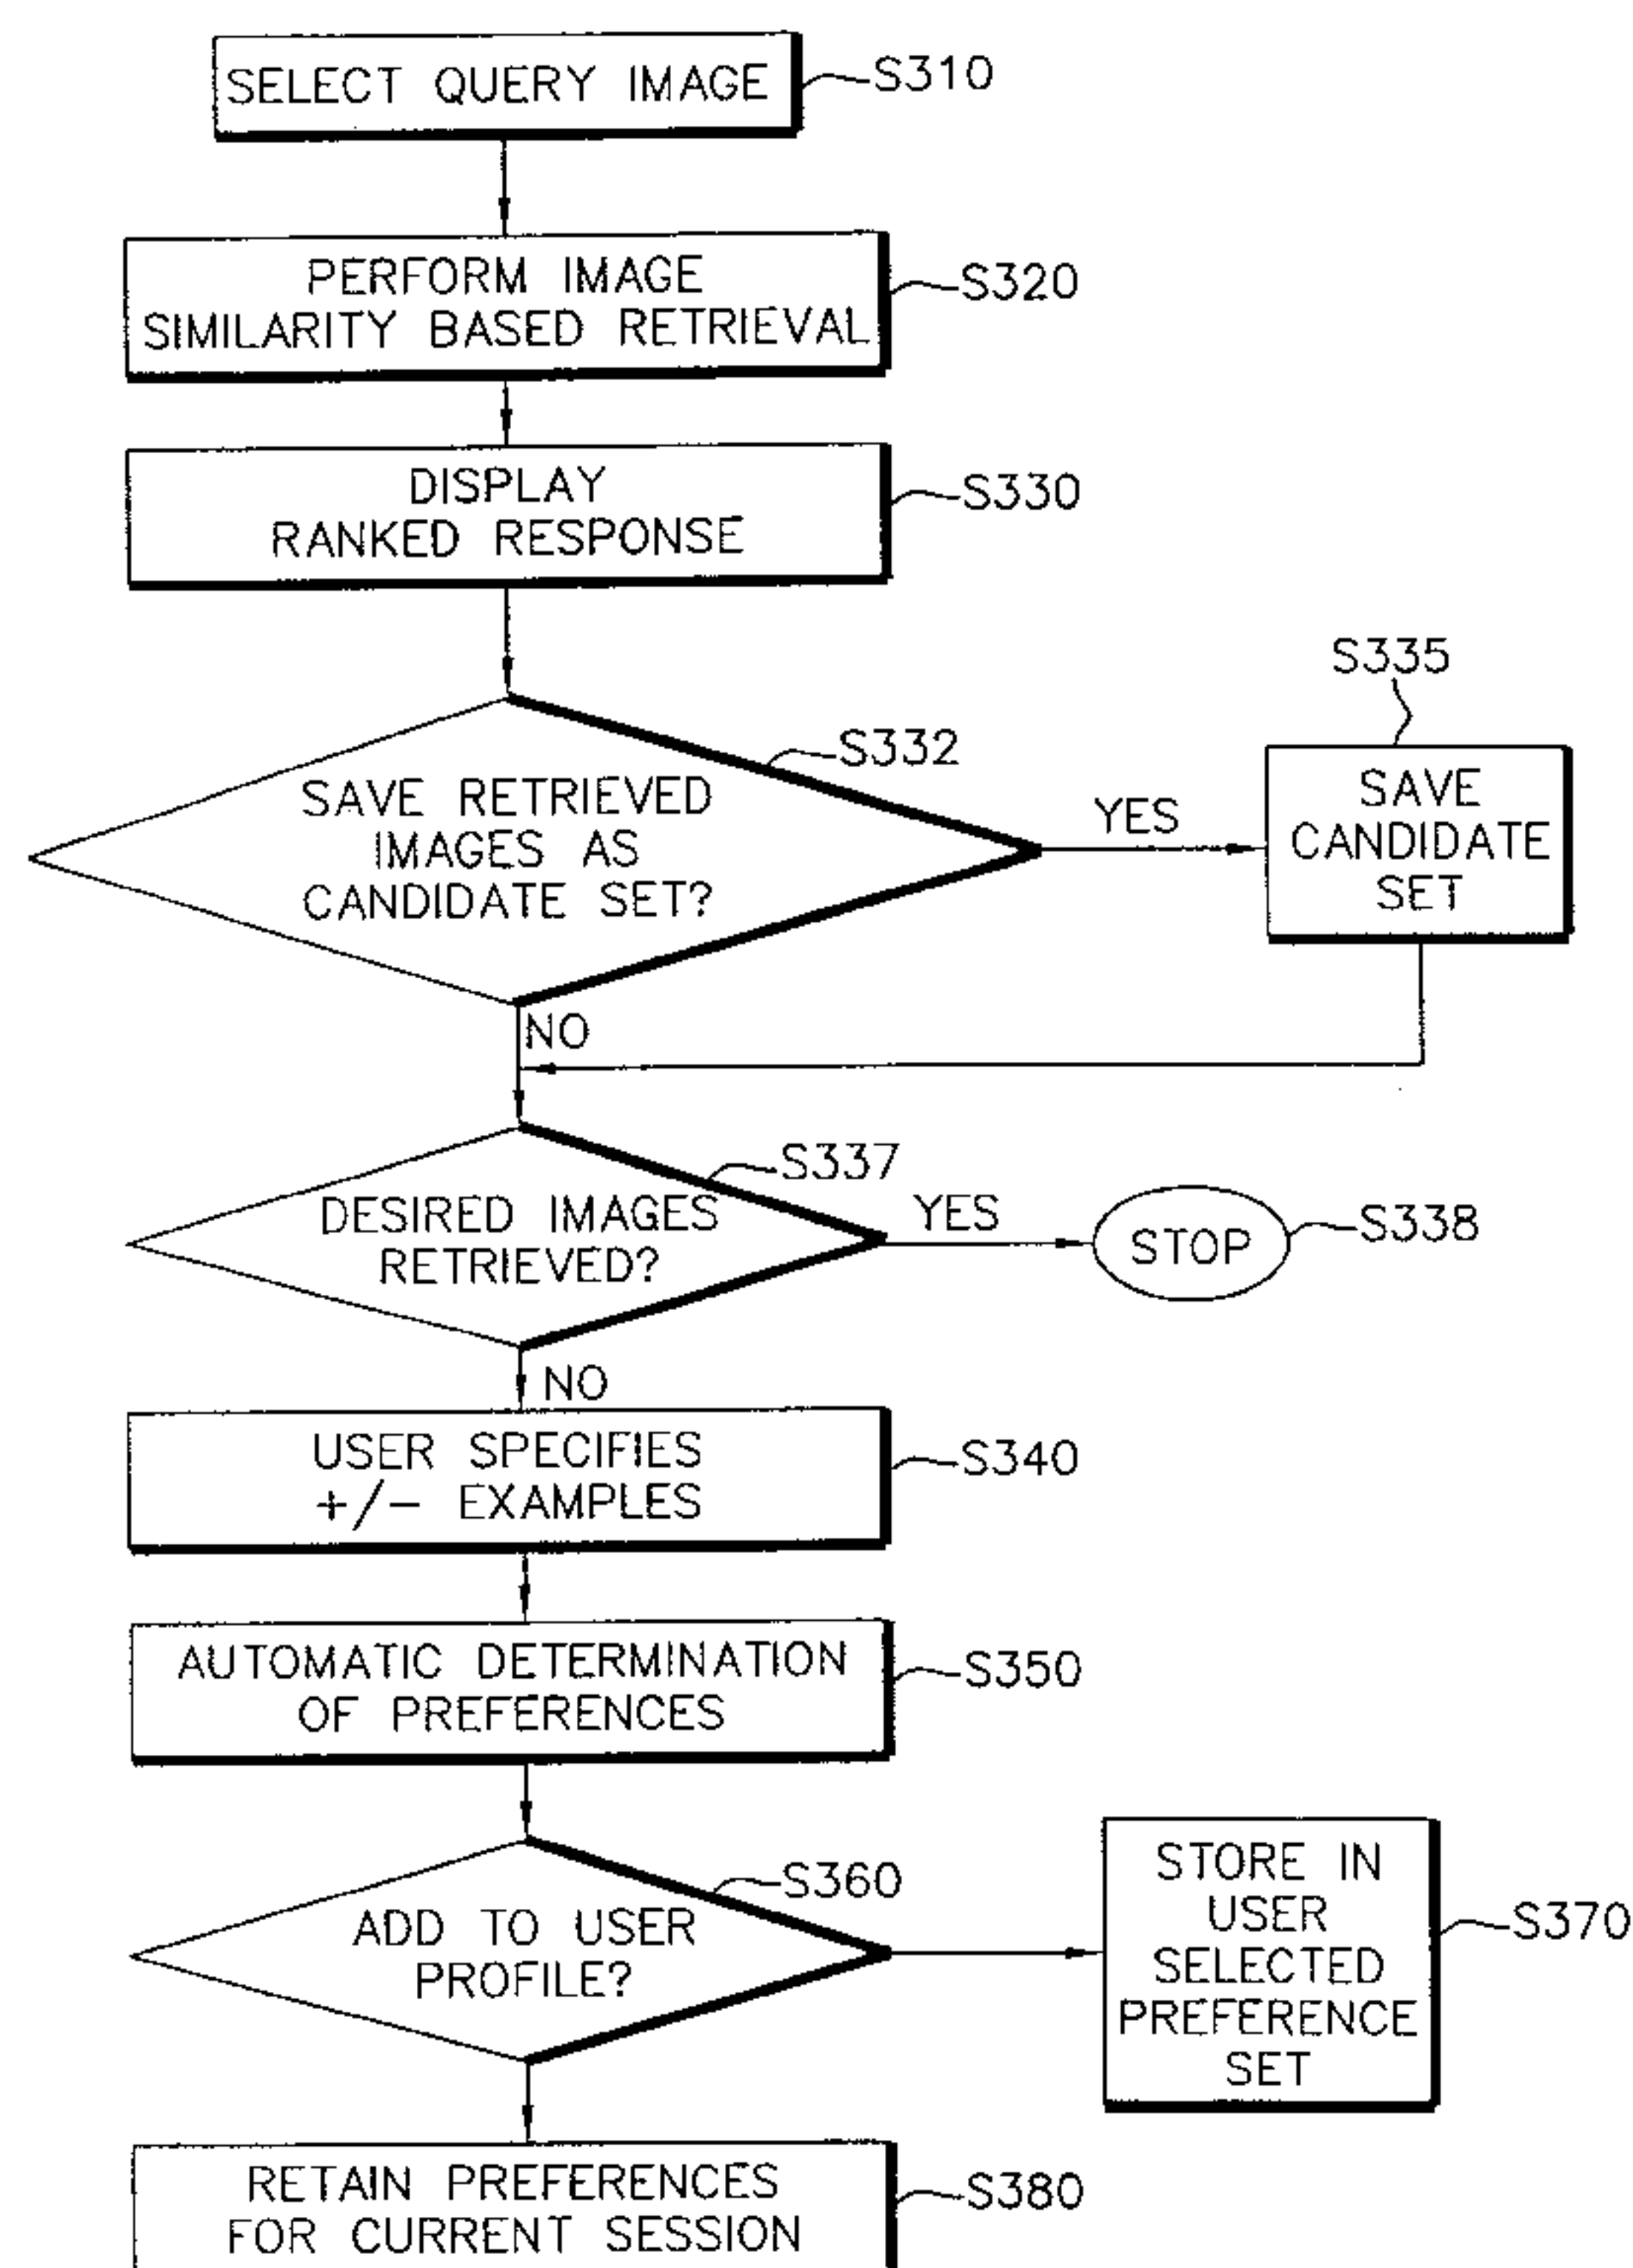 SELECT QUERY IMAGE
S310
PERFORM IMAGE
SIMILARITY BASED RETRIEVAL
S320
DISPLAY
RANKED RESPONSE
S330
S332
SAVE RETRIEVED
IMAGES AS
CANDIDATE SET?
YES
S335
SAVE
CANDIDATE
SET
NO
S337
DESIRED IMAGES
RETRIEVED?
YES
STOP
S338
NO
USER SPECIFIES
+/- EXAMPLES
S340
AUTOMATIC DETERMINATION
OF PREFERENCES
S350
S360
ADD TO USER
PROFILE?
STORE IN
USER
SELECTED
PREFERENCE
SET
S370
RETAIN PREFERENCES
FOR CURRENT SESSION
S380